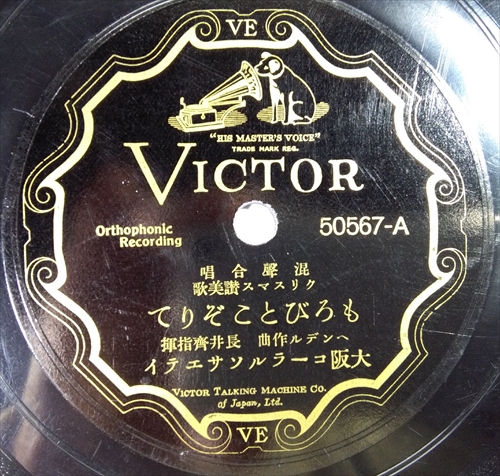 VE
"HIS MASTER'S VOICE"
TRADE MARK REG.
VICTOR
Orthophonic
Recording
50567-A
混聲合唱
クリスマス讃美歌
もろびとこぞりて
ヘンデル作曲 長井齊指揮
大阪コーラルソサエテイ
VICTOR TALKING MACHINE CO.
of Japan, Ltd.
VE